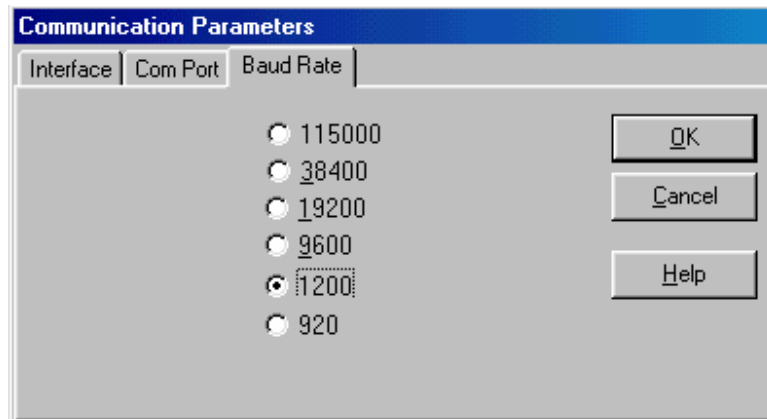 Communication Parameters
Interface Com Port Baud Rate
115000
38400
19200
9600
1200
920
OK
Cancel
Help